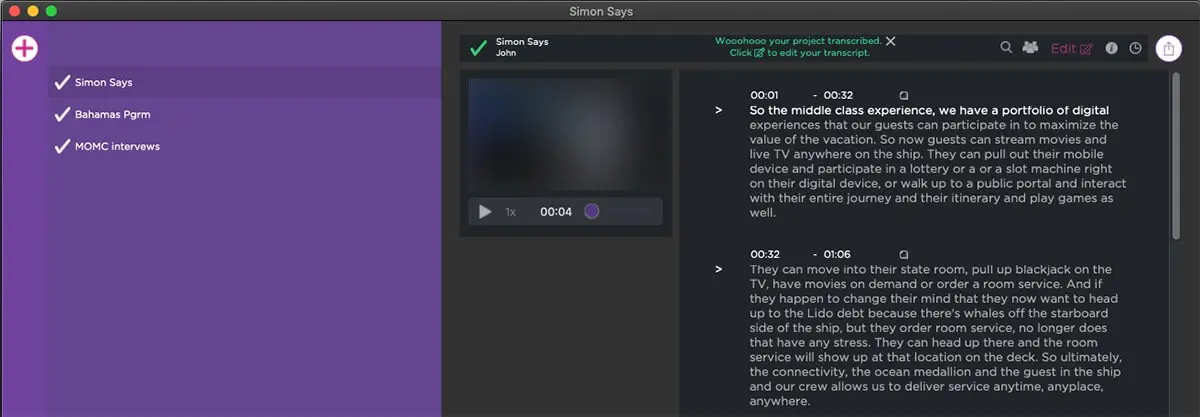 Simon Says
Simon Says
Bahamas Pgrm
MOMC intervews
Simon Says
John
Wooohooo your project transcribed.
Click to edit your transcript.
Edit
1x 00:04
00:01 - 00:32
> So the middle class experience, we have a portfolio of digital
experiences that our guests can participate in to maximize the
value of the vacation. So now guests can stream movies and
live TV anywhere on the ship. They can pull out their mobile
device and participate in a lottery or a or a slot machine right
on their digital device, or walk up to a public portal and interact
with their entire journey and their itinerary and play games as
well.
00:32 - 01:06
> They can move into their state room, pull up blackjack on the
TV, have movies on demand or order a room service. And if
they happen to change their mind that they now want to head
up to the Lido debt because there's whales off the starboard
side of the ship, but they order room service, no longer does
that have any stress. They can head up there and the room
service will show up at that location on the deck. So ultimately,
the connectivity, the ocean medallion and the guest in the ship
and our crew allows us to deliver service anytime, anyplace,
anywhere.